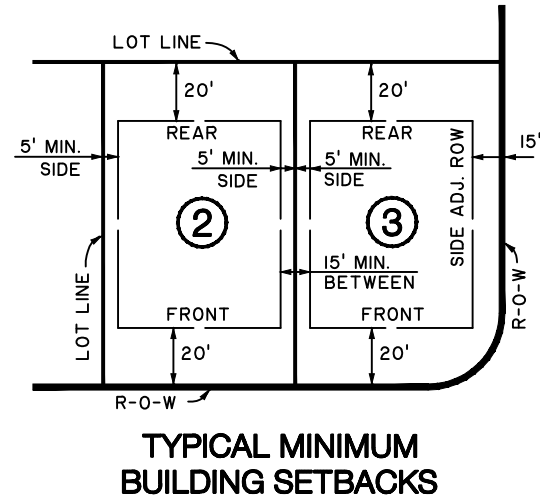 LOT LINE
20'
20'
REAR
REAR
5' MIN.
SIDE
5' MIN.
SIDE
5' MIN.
SIDE
SIDE ADJ. ROW
15'
2
3
15' MIN.
BETWEEN
LOT LINE
R-O-W
FRONT
FRONT
20'
20'
R-O-W
TYPICAL MINIMUM
BUILDING SETBACKS